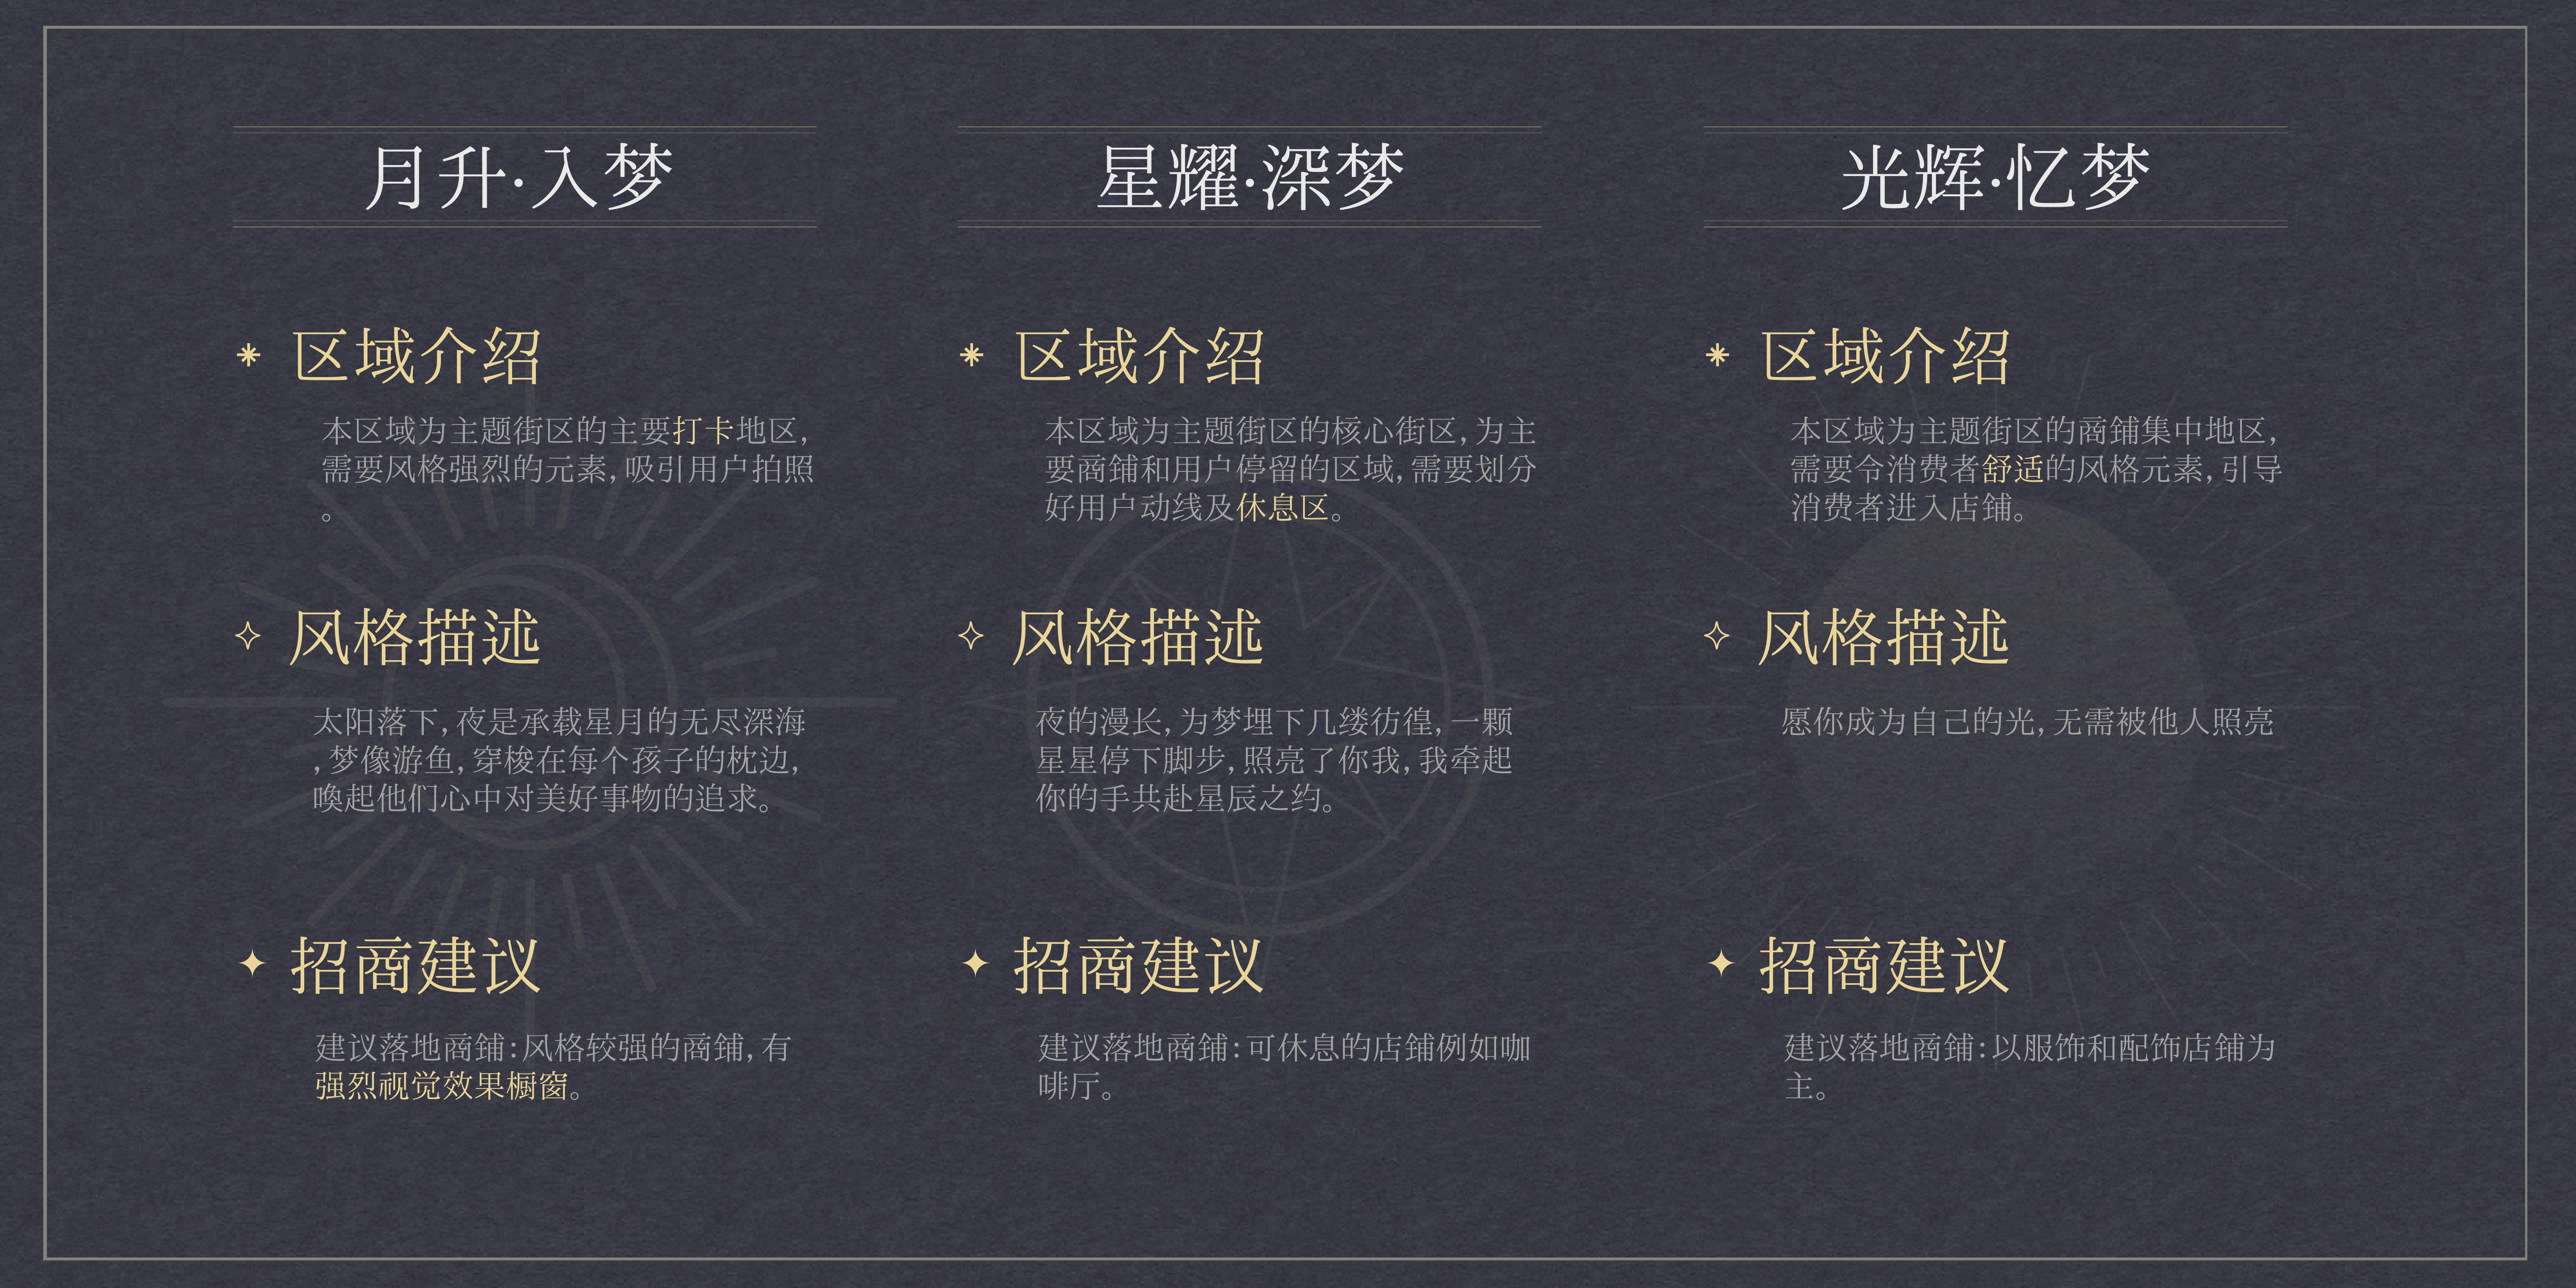 月升·入梦
区域介绍
本区域为主题街区的主要打卡地区,
需要风格强烈的元素,吸引用户拍照
。
风格描述
太阳落下,夜是承载星月的无尽深海
,梦像游鱼,穿梭在每个孩子的枕边,
唤起他们心中对美好事物的追求。
招商建议
建议落地商铺:风格较强的商铺,有
强烈视觉效果橱窗。
星耀·深梦
区域介绍
本区域为主题街区的核心街区,为主
要商铺和用户停留的区域,需要划分
好用户动线及休息区。
风格描述
夜的漫长,为梦埋下几缕彷徨,一颗
星星停下脚步,照亮了你我,我牵起
你的手共赴星辰之约。
招商建议
建议落地商铺:可休息的店铺例如咖
啡厅。
光辉·忆梦
区域介绍
本区域为主题街区的商铺集中地区,
需要令消费者舒适的风格元素,引导
消费者进入店铺。
风格描述
愿你成为自己的光,无需被他人照亮
招商建议
建议落地商铺:以服饰和配饰店铺为
主。